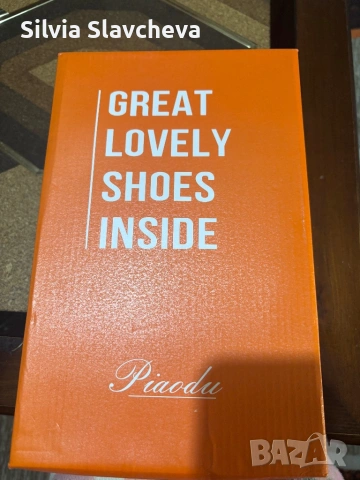 Silvia Slavcheva
GREAT
LOVELY
SHOES
INSIDE
Piaodu
BAZAR